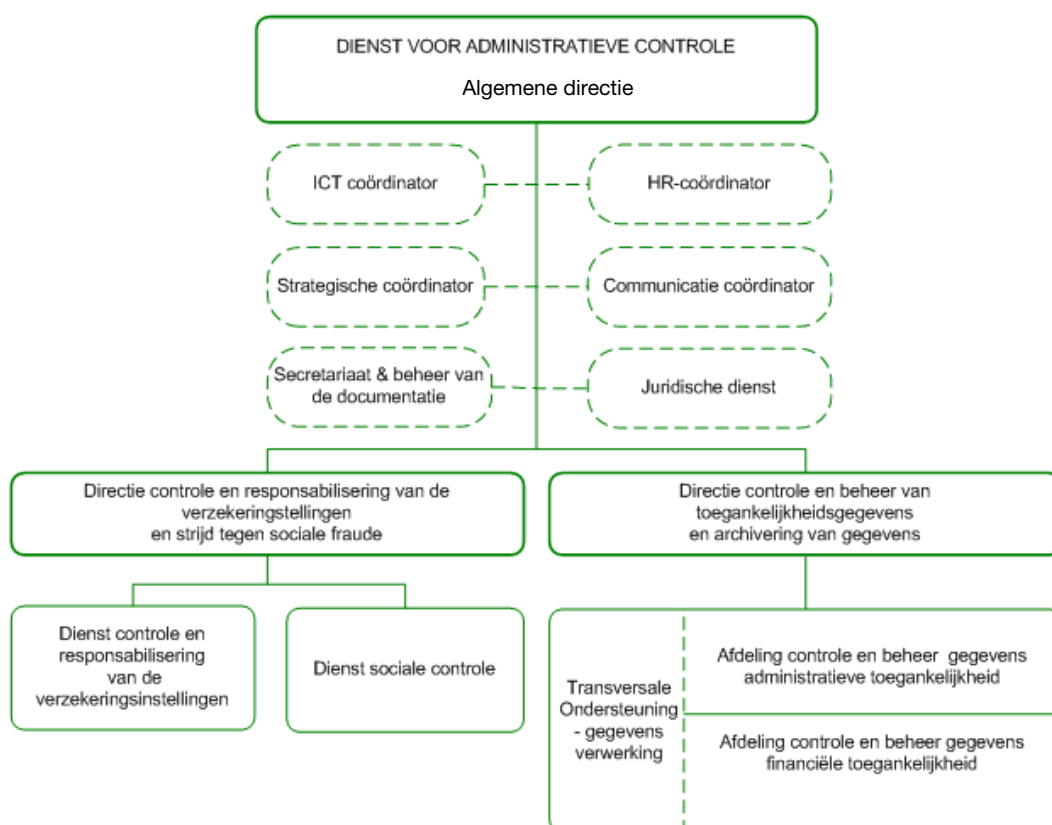 DIENST VOOR ADMINISTRATIEVE CONTROLE
Algemene directie
ICT coördinator
HR-coördinator
Strategische coördinator
Communicatie coördinator
Secretariaat & beheer van
de documentatie
Juridische dienst
Directie controle en responsabilisering van de
verzekeringstellingen
en strijd tegen sociale fraude
Directie controle en beheer van
toegankelijkheidsgegevens
en archivering van gegevens
Dienst controle en
responsabilisering
van de
verzekeringsinstellingen
Dienst sociale controle
Transversale
Ondersteuning
- gegevens
verwerking
Afdeling controle en beheer gegevens
administratieve toegankelijkheid
Afdeling controle en beheer gegevens
financiële toegankelijkheid